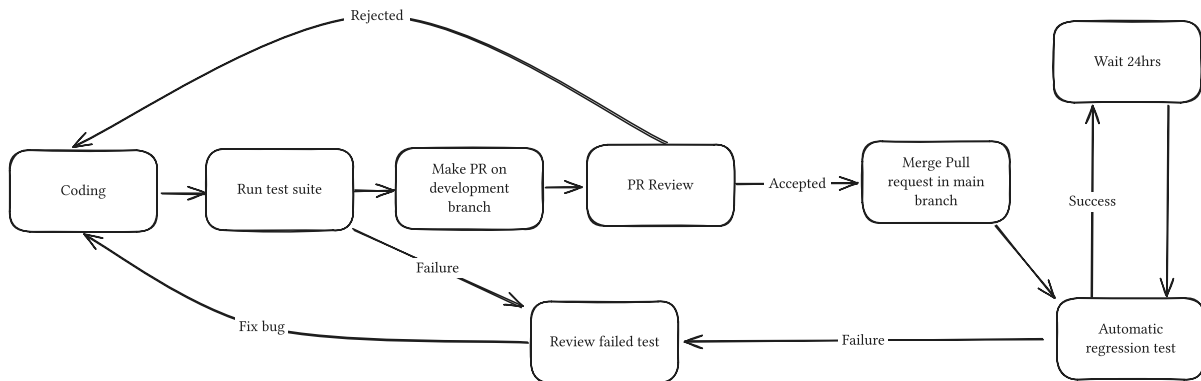 Rejected
Wait 24hrs
Coding
Run test suite
Make PR on
development
branch
PR Review
Accepted
Merge Pull
request in main
branch
Success
Failure
Fix bug
Review failed test
Failure
Automatic
regression test